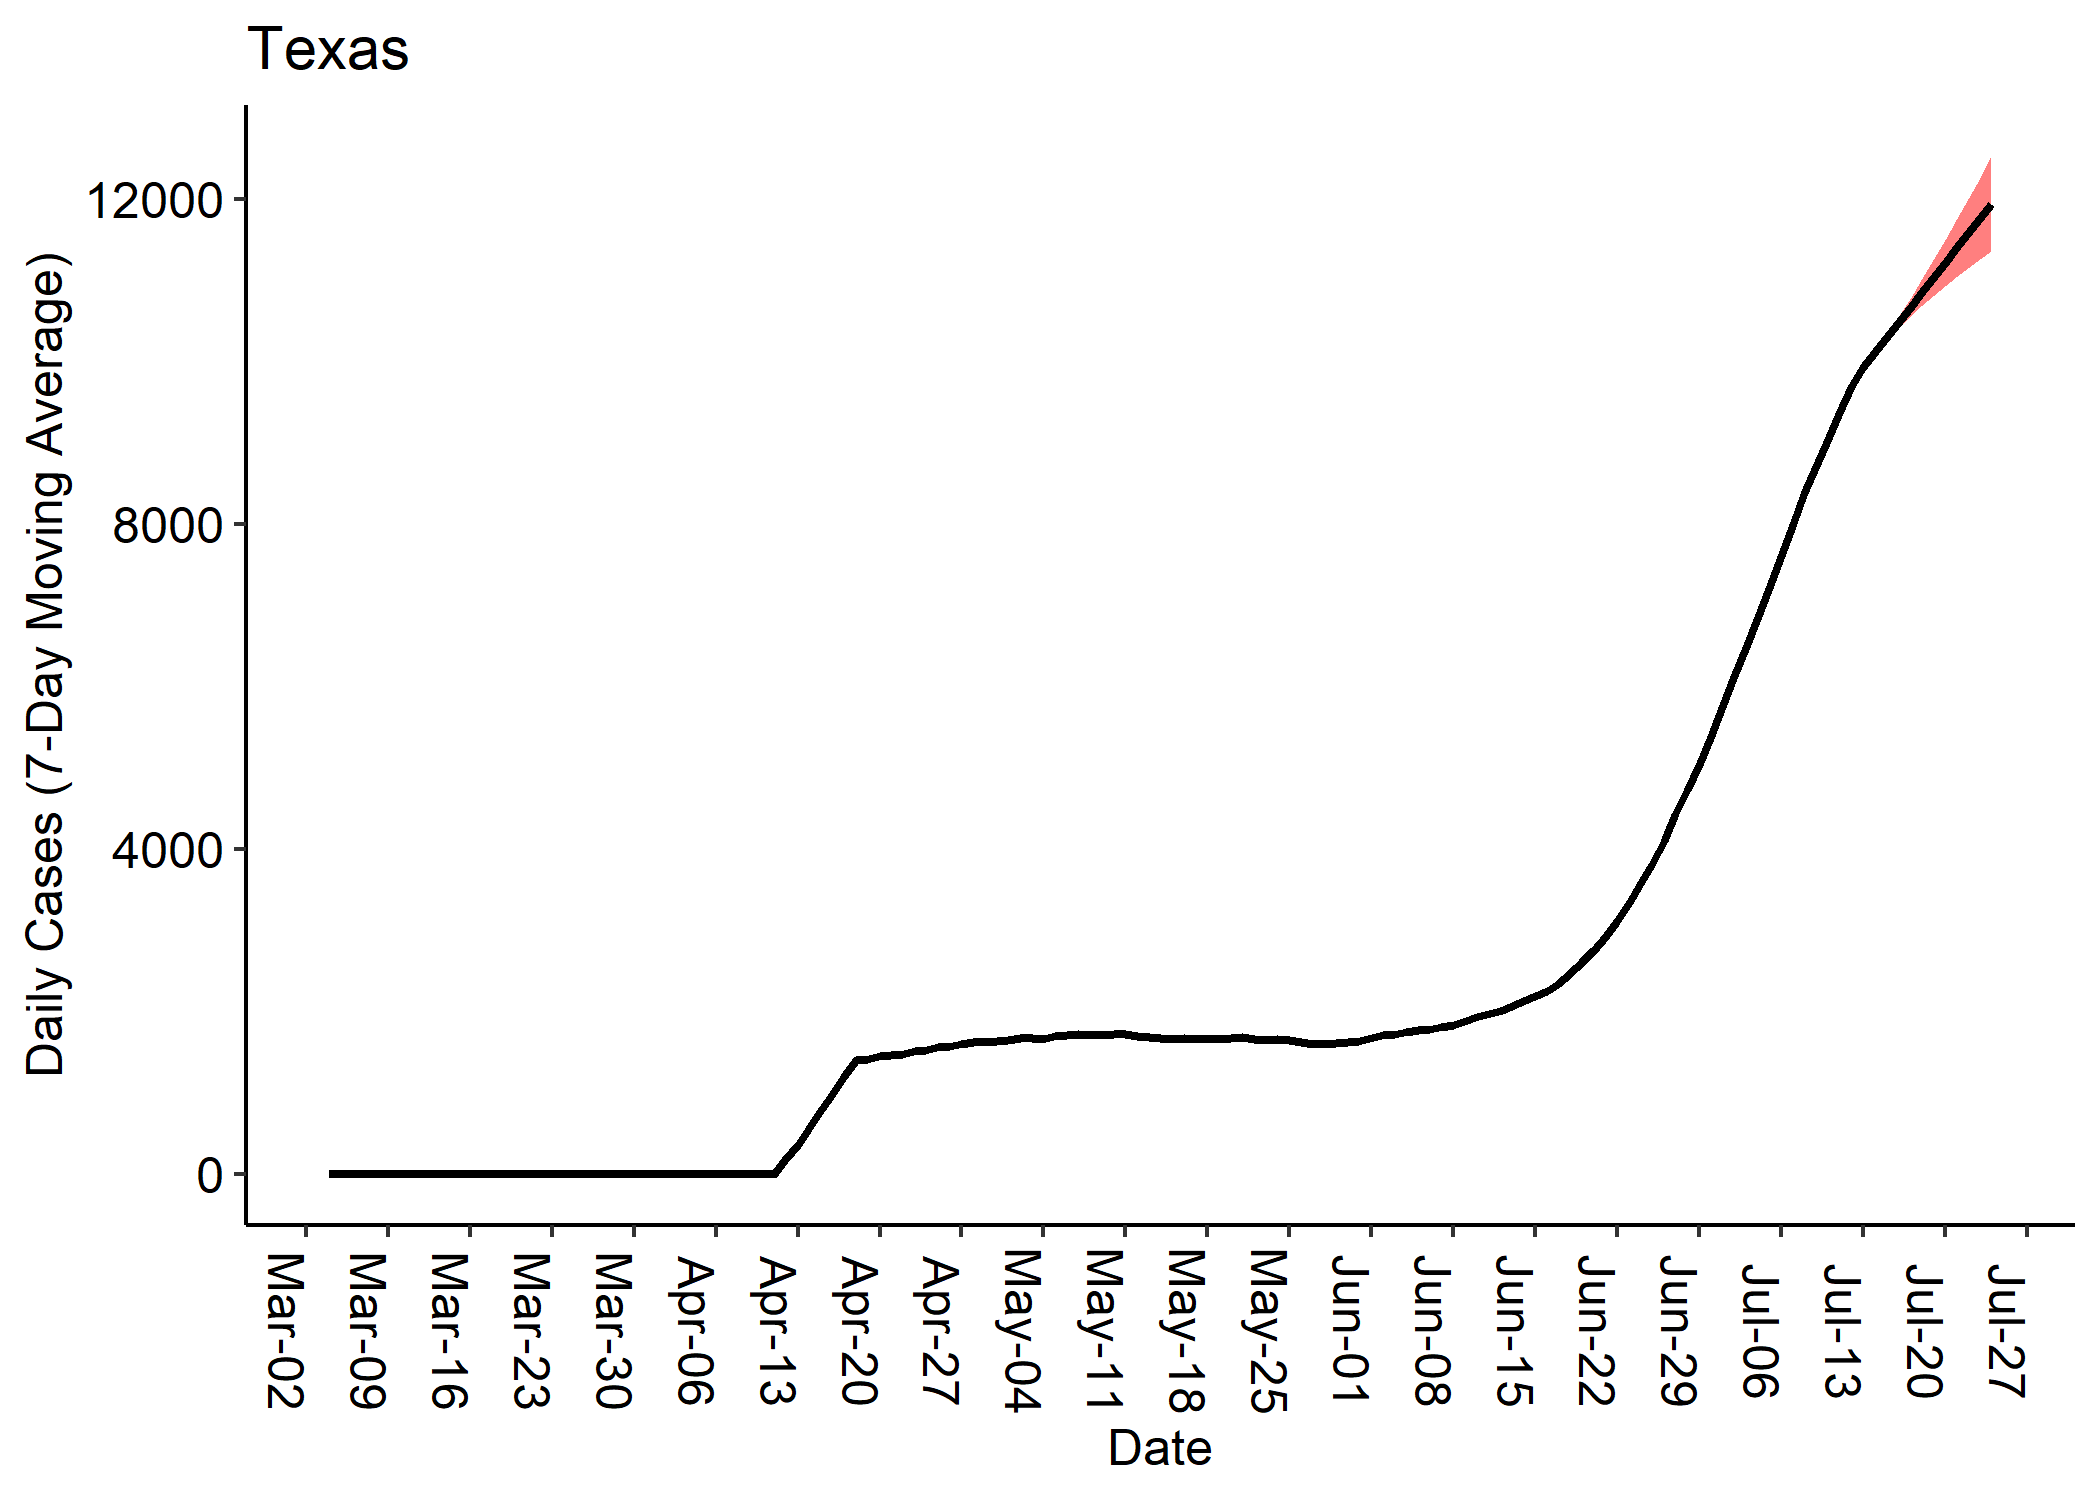 Texas
Daily Cases (7-Day Moving Average)
12000
8000
4000
0
Mar-02
Mar-09
Mar-16
Mar-23
Mar-30
Apr-06
Apr-13
Apr-20
Apr-27
May-04
May-11
May-18
May-25
Jun-01
Jun-08
Jun-15
Jun-22
Jun-29
Jul-06
Jul-13
Jul-20
Jul-27
Date